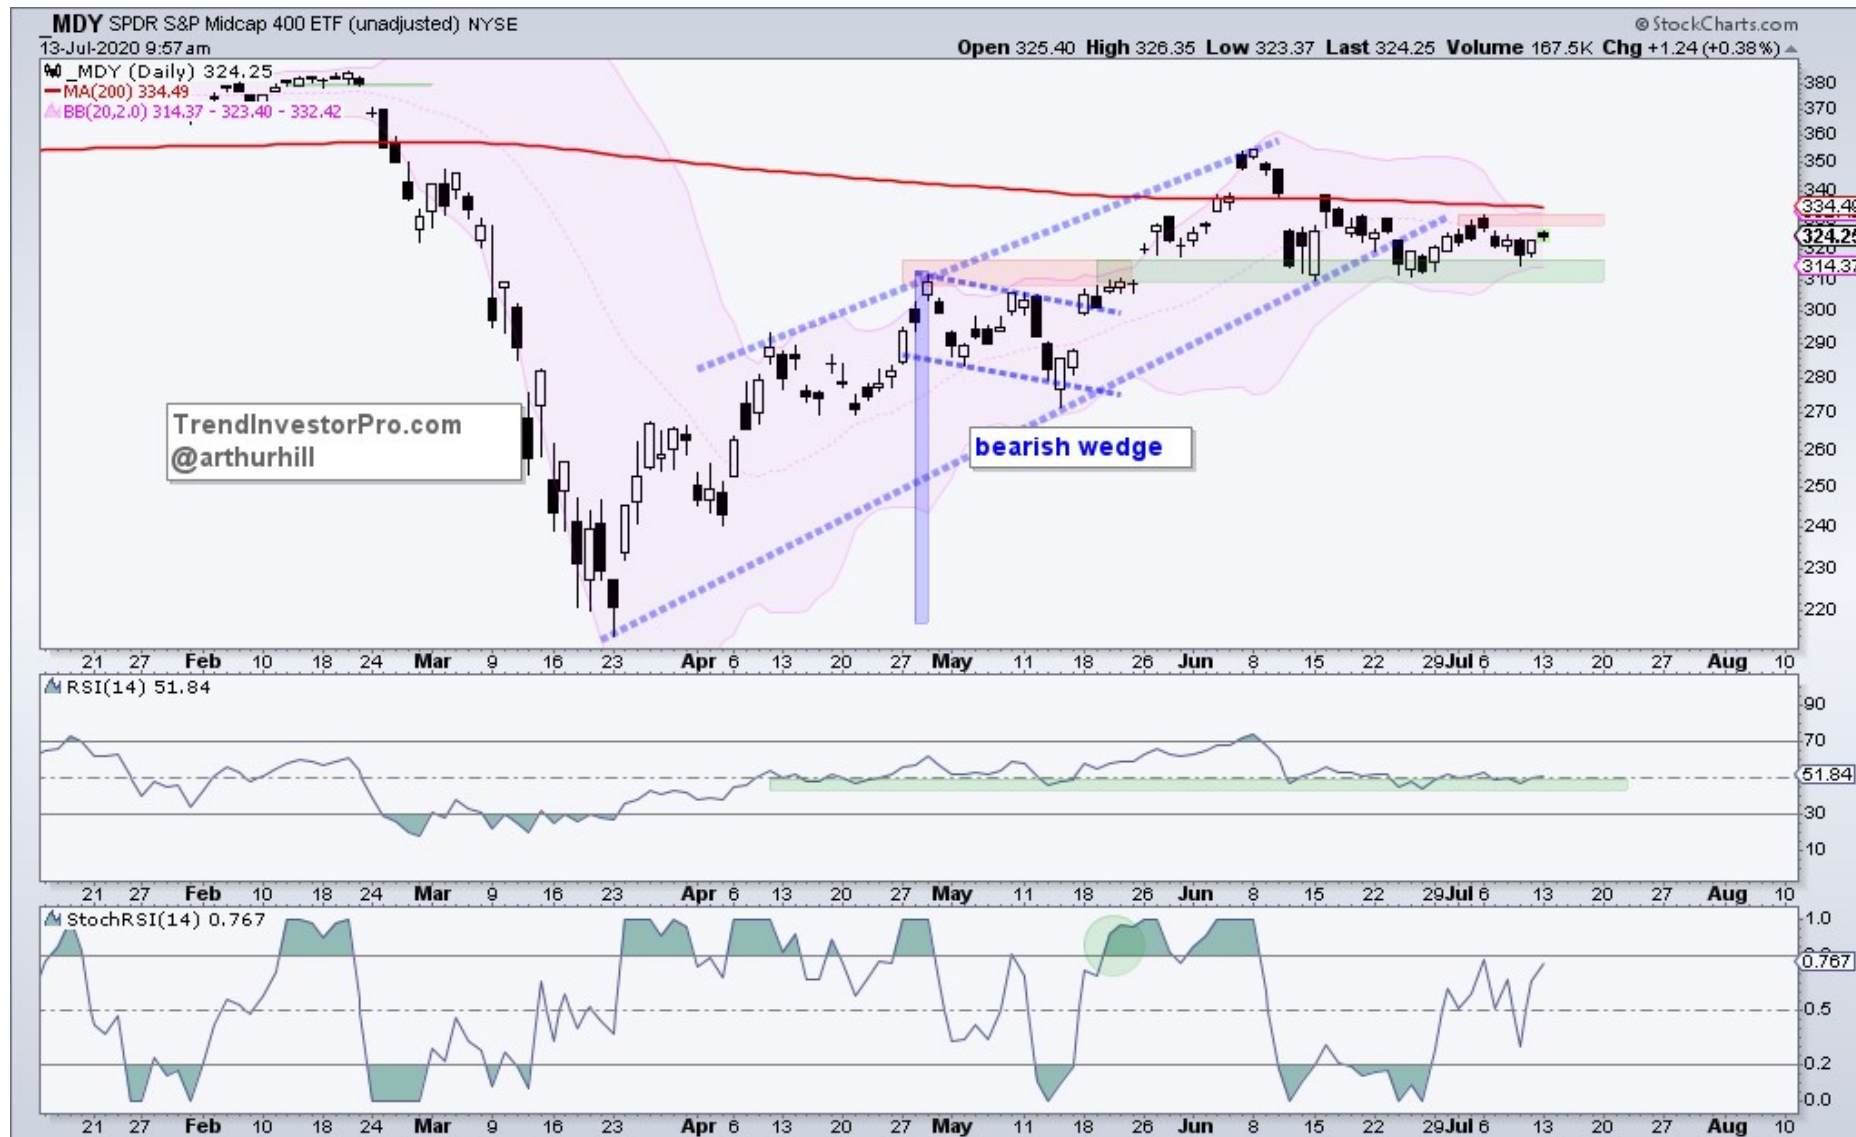 _MDY SPDR S&P Midcap 400 ETF (unadjusted) NYSE
© StockCharts.com
13-Jul-2020 9:57am
Open 325.40 High 326.35 Low 323.37 Last 324.25 Volume 167.5K Chg +1.24 (+0.38%)
_MDY (Daily) 324.25
MA(200) 334.49
BB(20,2.0) 314.37 - 323.40 - 332.42
380
370
360
350
340
334.49
324.25
320
314.37
310
300
290
280
270
260
250
240
230
220
TrendInvestorPro.com
@arthurhill
bearish wedge
21 27 Feb 10 18 24 Mar 9 16 23 Apr 6 13 20 27 May 11 18 26 Jun 8 15 22 29 Jul 6 13 20 27 Aug 10
RSI(14) 51.84
90
70
51.84
30
10
21 27 Feb 10 18 24 Mar 9 16 23 Apr 6 13 20 27 May 11 18 26 Jun 8 15 22 29 Jul 6 13 20 27 Aug 10
StochRSI(14) 0.767
1.0
0.767
0.5
0.2
0.0
21 27 Feb 10 18 24 Mar 9 16 23 Apr 6 13 20 27 May 11 18 26 Jun 8 15 22 29 Jul 6 13 20 27 Aug 10